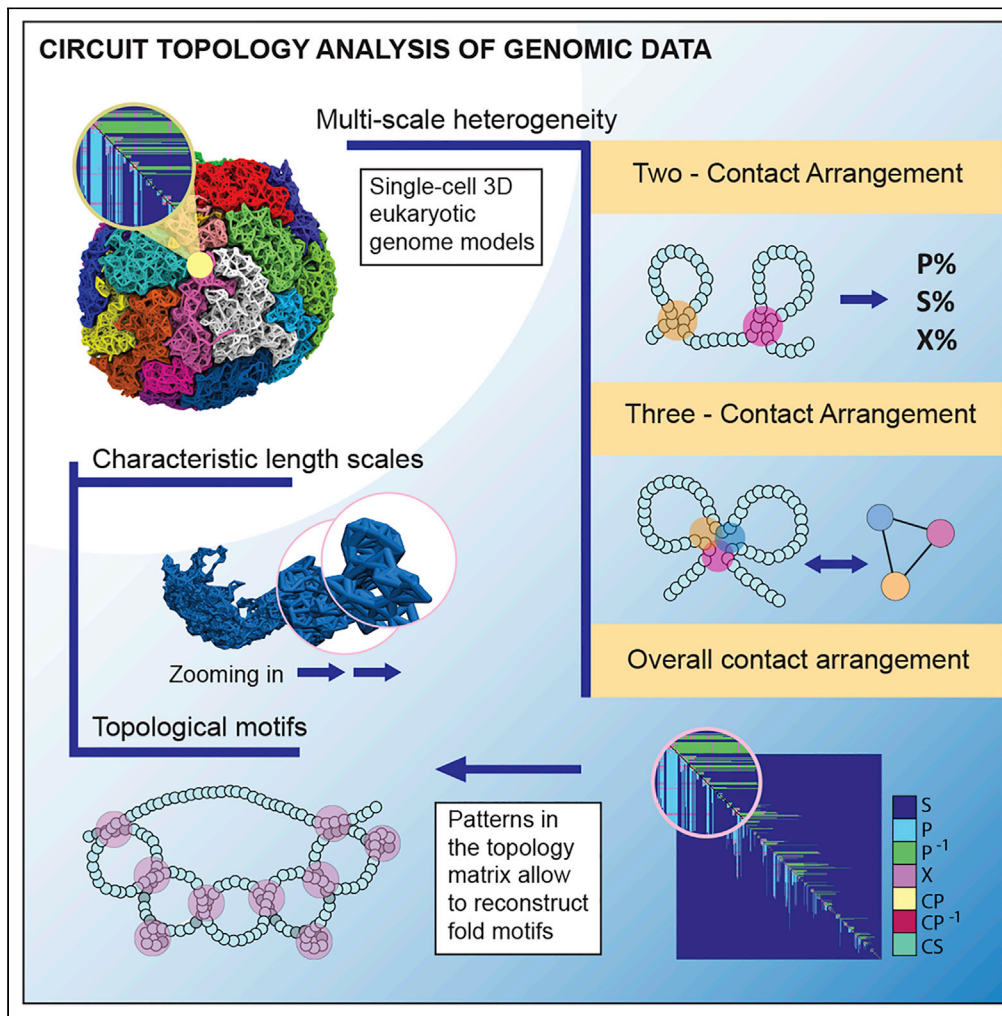 CIRCUIT TOPOLOGY ANALYSIS OF GENOMIC DATA
Multi-scale heterogeneity
Single-cell 3D
eukaryotic
genome models
Two - Contact Arrangement
P%
S%
X%
Three - Contact Arrangement
Characteristic length scales
Zooming in
Overall contact arrangement
Topological motifs
Patterns in
the topology
matrix allow
to reconstruct
fold motifs
S
P
P⁻¹
X
CP
CP⁻¹
CS